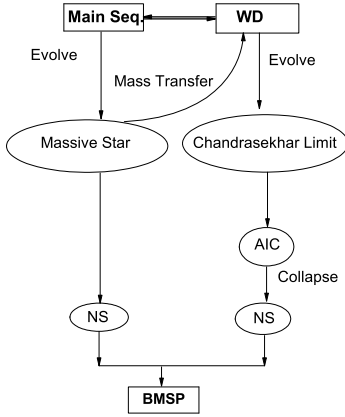 Main Seq.
WD
Evolve
Evolve
Mass Transfer
Massive Star
Chandrasekhar Limit
AIC
Collapse
NS
NS
BMSP